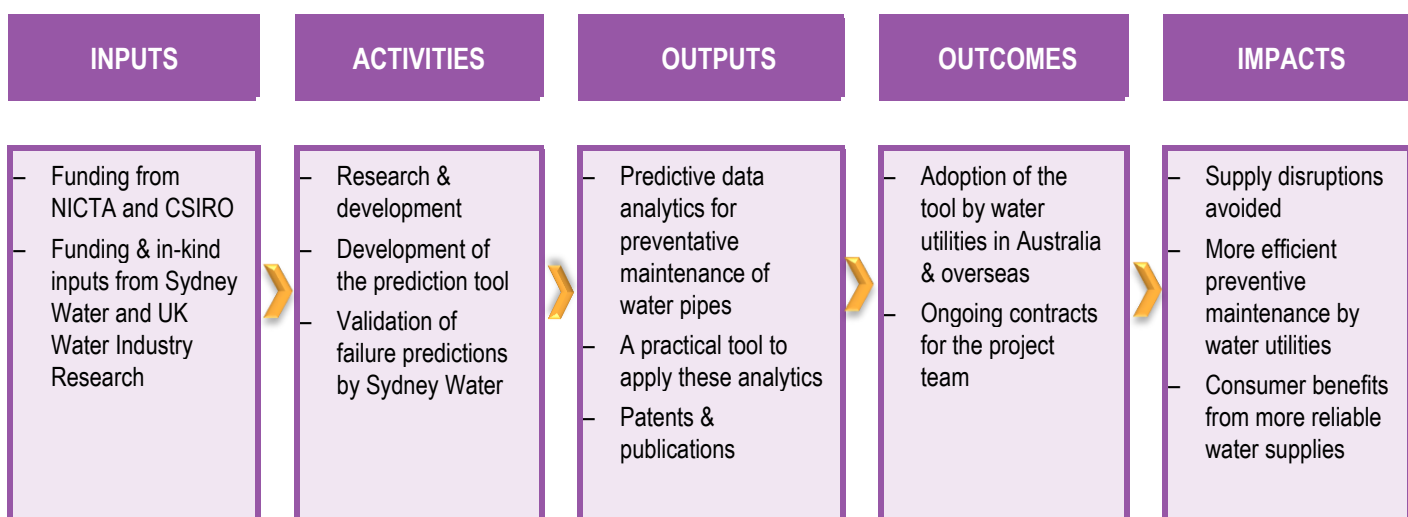 INPUTS
ACTIVITIES
OUTPUTS
OUTCOMES
IMPACTS
– Funding from
NICTA and CSIRO
– Funding & in-kind
inputs from Sydney
Water and UK
Water Industry
Research
– Research &
development
– Development of
the prediction tool
– Validation of
failure predictions
by Sydney Water
– Predictive data
analytics for
preventative
maintenance of
water pipes
– A practical tool to
apply these analytics
– Patents &
publications
– Adoption of the
tool by water
utilities in Australia
& overseas
– Ongoing contracts
for the project
team
– Supply disruptions
avoided
– More efficient
preventive
maintenance by
water utilities
– Consumer benefits
from more reliable
water supplies